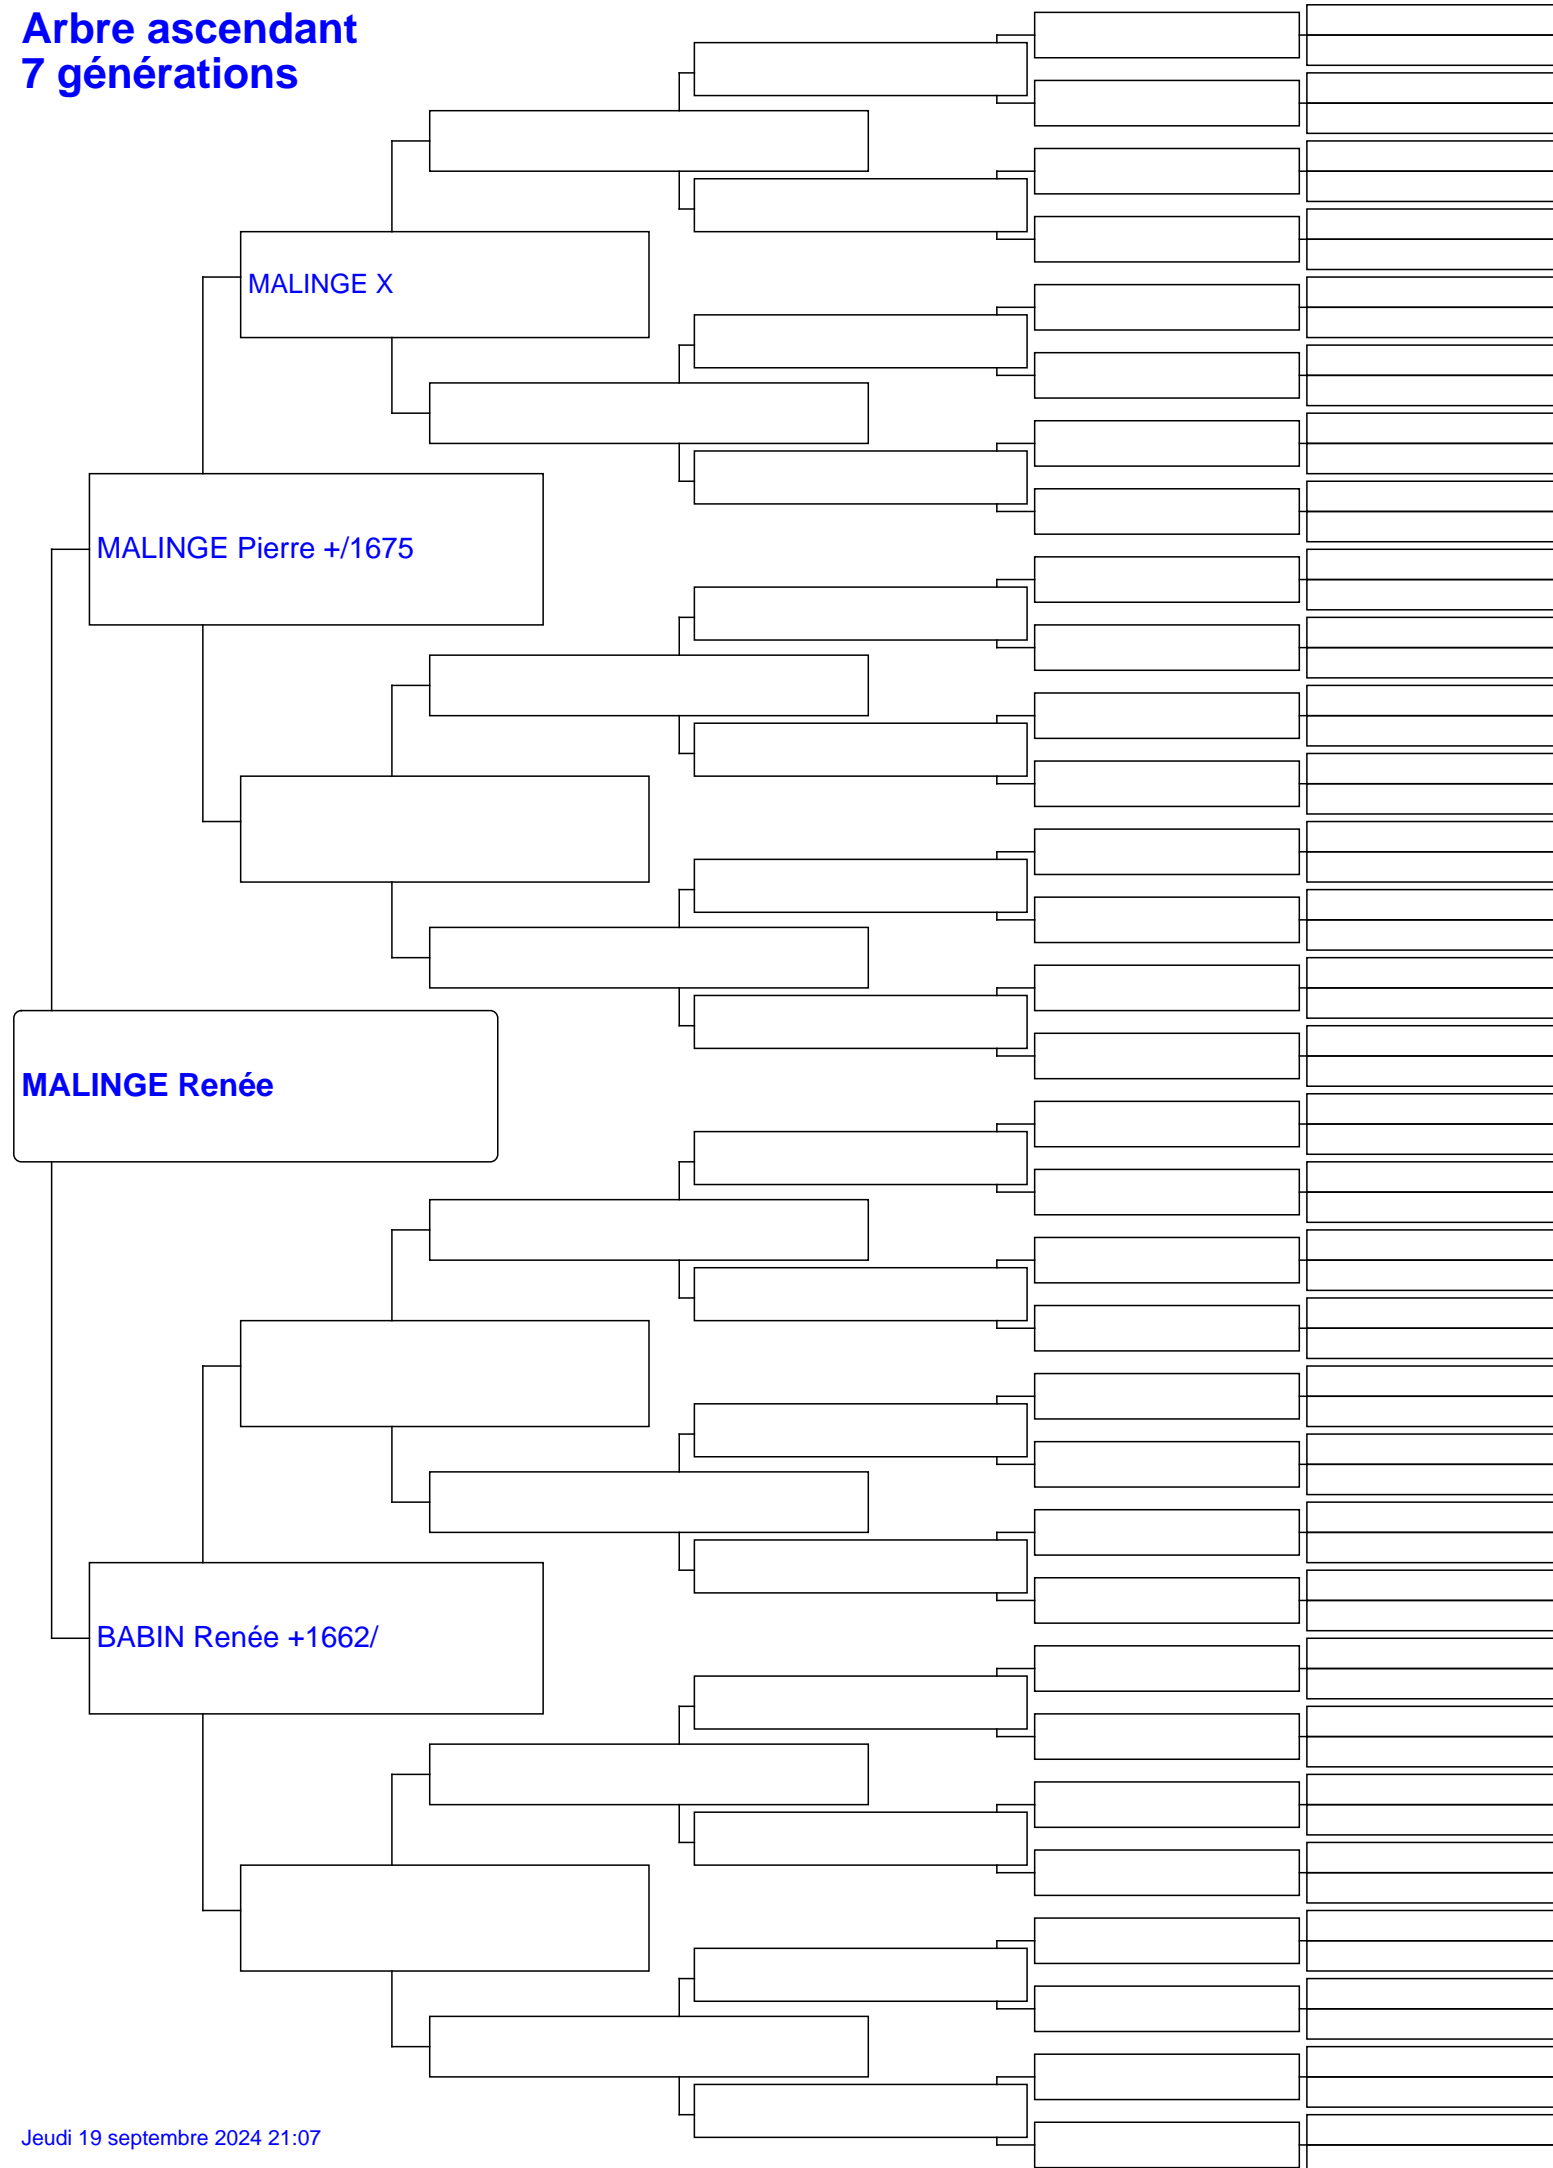 Arbre ascendant
7 générations
MALINGE X
MALINGE Pierre +/1675
MALINGE Renée
BABIN Renée +1662/
Jeudi 19 septembre 2024 21:07